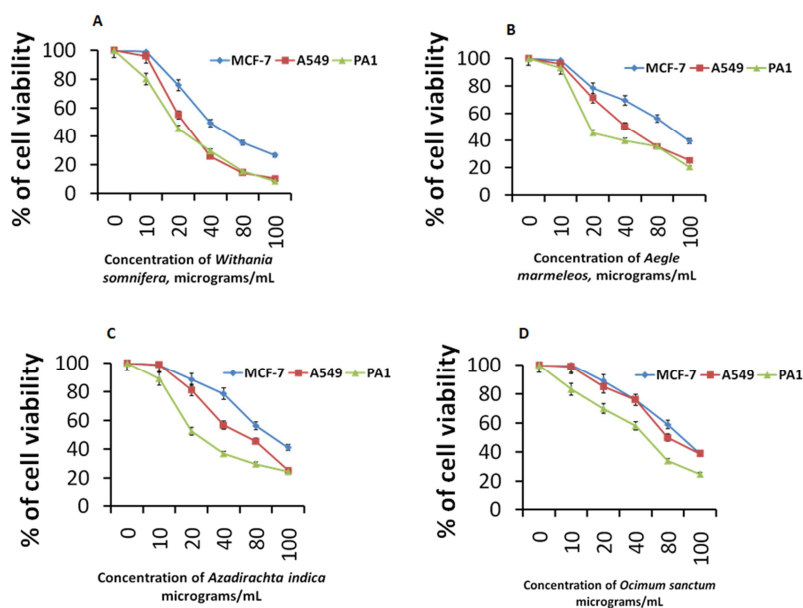 A
% of cell viability
100
80
60
40
20
0
MCF-7 A549 PA1
0 10 20 40 80 100
Concentration of Withania
somnifera, micrograms/mL
B
% of cell viability
100
80
60
40
20
0
MCF-7 A549 PA1
0 10 20 40 80 100
Concentration of Aegle
marmeleos, micrograms/mL
C
% of cell viability
100
80
60
40
20
0
MCF-7 A549 PA1
0 10 20 40 80 100
Concentration of Azadirachta indica
micrograms/mL
D
% of cell viability
100
80
60
40
20
0
MCF-7 A549 PA1
0 10 20 40 80 100
Concentration of Ocimum sanctum
micrograms/mL